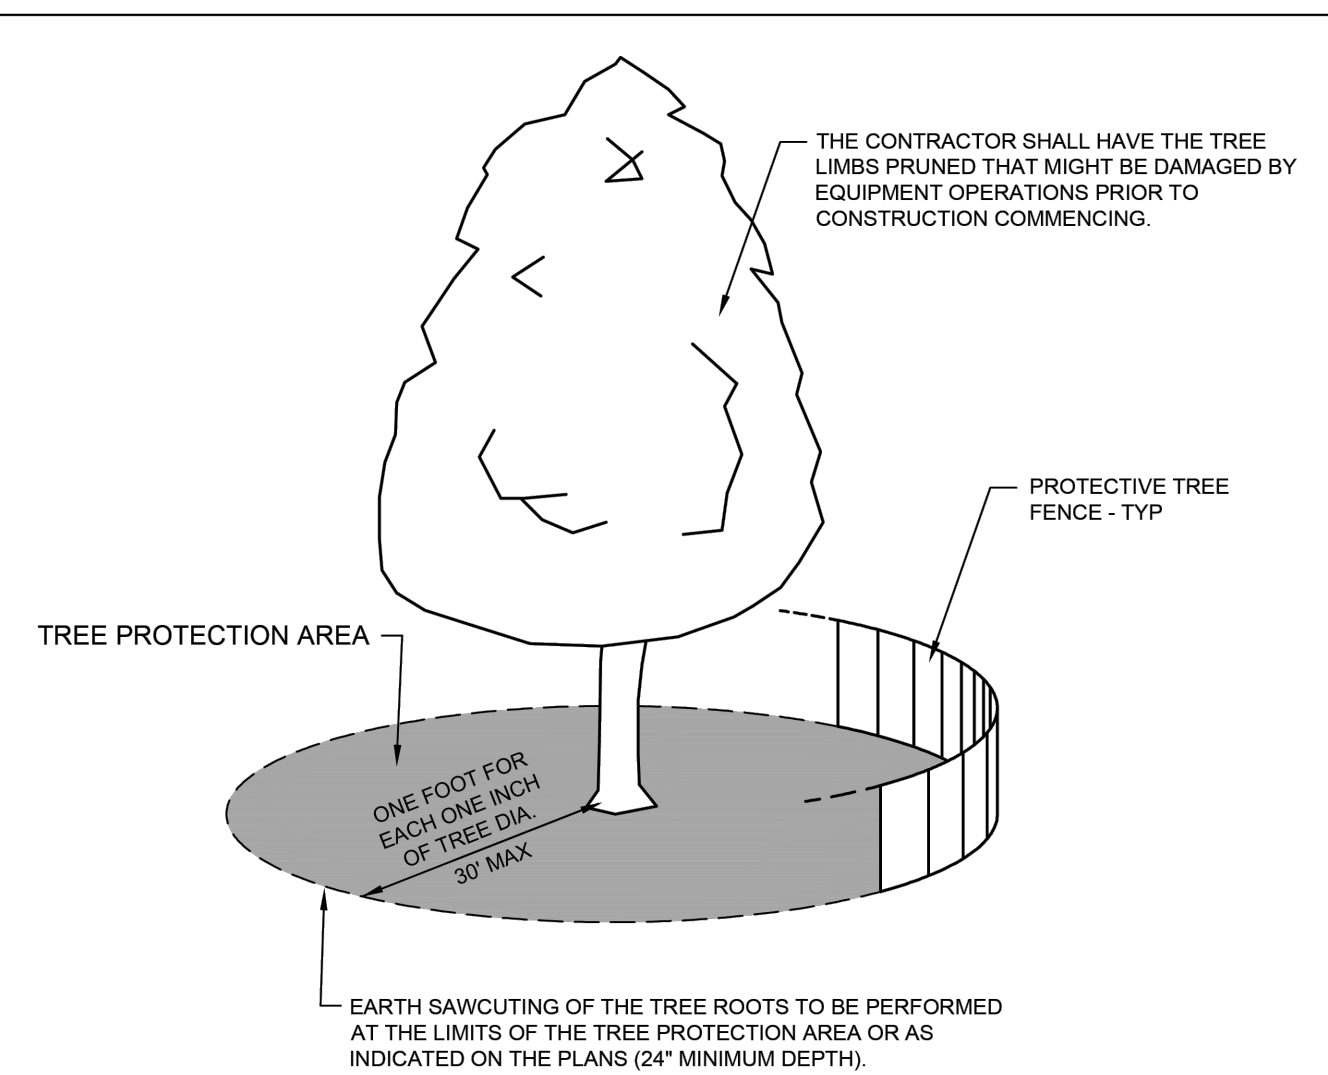 THE CONTRACTOR SHALL HAVE THE TREE
LIMBS PRUNED THAT MIGHT BE DAMAGED BY
EQUIPMENT OPERATIONS PRIOR TO
CONSTRUCTION COMMENCING.
PROTECTIVE TREE
FENCE - TYP
TREE PROTECTION AREA
ONE FOOT FOR
EACH ONE INCH
OF TREE DIA.
30' MAX
EARTH SAWCUTING OF THE TREE ROOTS TO BE PERFORMED
AT THE LIMITS OF THE TREE PROTECTION AREA OR AS
INDICATED ON THE PLANS (24" MINIMUM DEPTH).